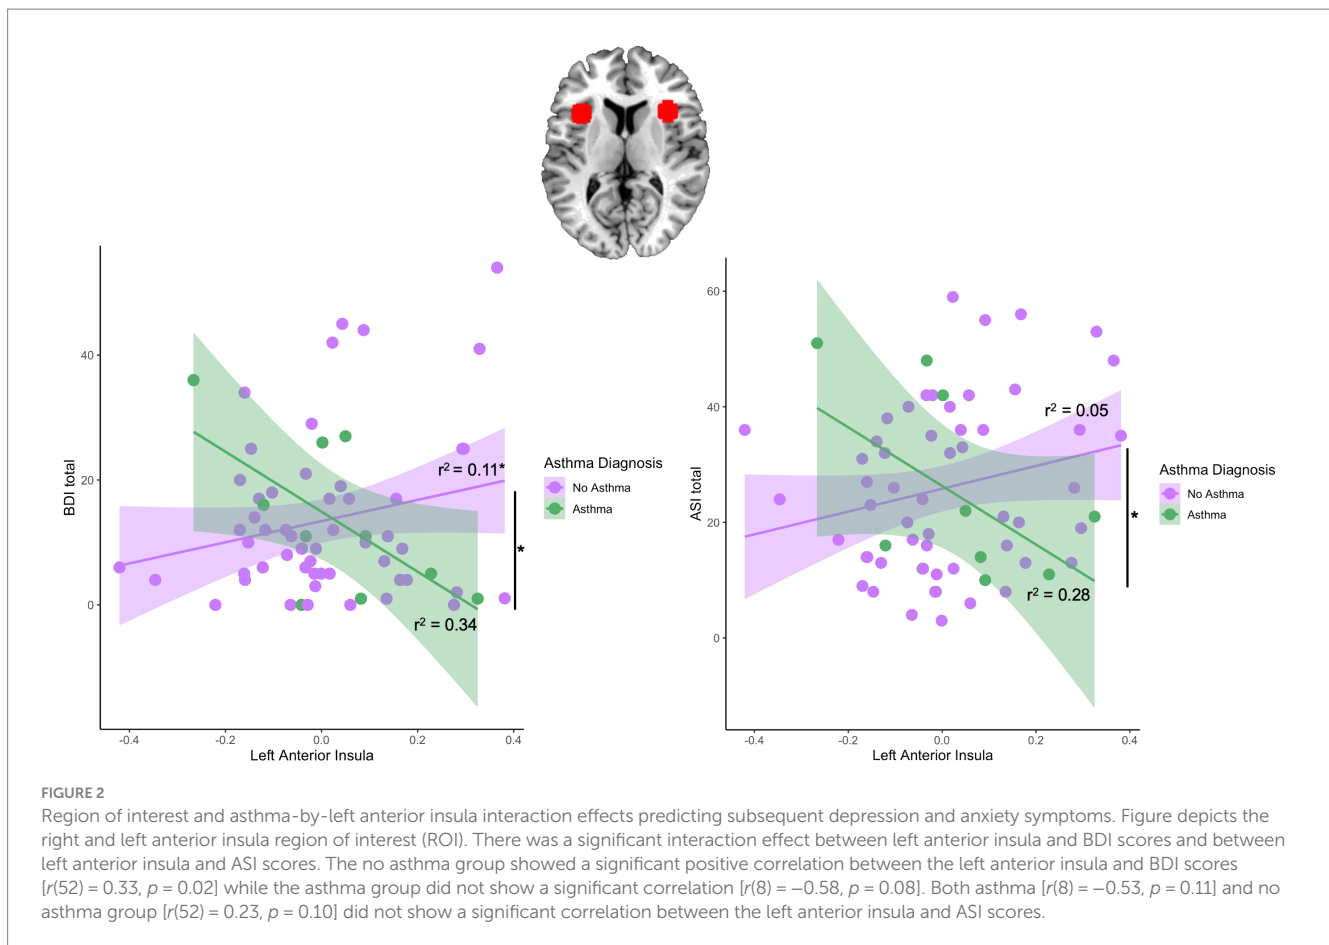 BDI total
40
20
0
-0.4
-0.2
0.0
0.2
0.4
Left Anterior Insula
r² = 0.11*
r² = 0.34
*
Asthma Diagnosis
No Asthma
Asthma
ASI total
60
40
20
0
-0.4
-0.2
0.0
0.2
0.4
Left Anterior Insula
r² = 0.05
r² = 0.28
*
Asthma Diagnosis
No Asthma
Asthma
FIGURE 2
Region of interest and asthma-by-left anterior insula interaction effects predicting subsequent depression and anxiety symptoms. Figure depicts the
right and left anterior insula region of interest (ROI). There was a significant interaction effect between left anterior insula and BDI scores and between
left anterior insula and ASI scores. The no asthma group showed a significant positive correlation between the left anterior insula and BDI scores
[r(52) = 0.33, p = 0.02] while the asthma group did not show a significant correlation [r(8) = −0.58, p = 0.08]. Both asthma [r(8) = −0.53, p = 0.11] and no
asthma group [r(52) = 0.23, p = 0.10] did not show a significant correlation between the left anterior insula and ASI scores.